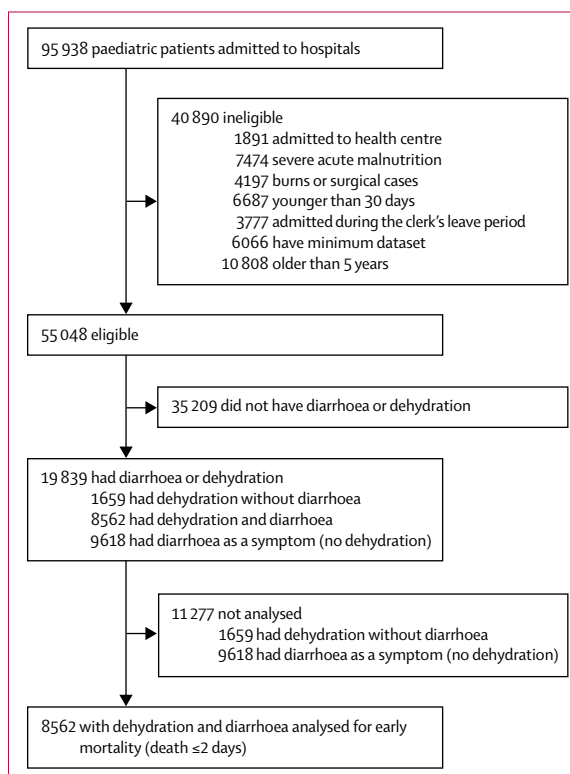 95 938 paediatric patients admitted to hospitals
40 890 ineligible
1891 admitted to health centre
7474 severe acute malnutrition
4197 burns or surgical cases
6687 younger than 30 days
3777 admitted during the clerk's leave period
6066 have minimum dataset
10 808 older than 5 years
55 048 eligible
35 209 did not have diarrhoea or dehydration
19 839 had diarrhoea or dehydration
1659 had dehydration without diarrhoea
8562 had dehydration and diarrhoea
9618 had diarrhoea as a symptom (no dehydration)
11 277 not analysed
1659 had dehydration without diarrhoea
9618 had diarrhoea as a symptom (no dehydration)
8562 with dehydration and diarrhoea analysed for early
mortality (death ≤2 days)